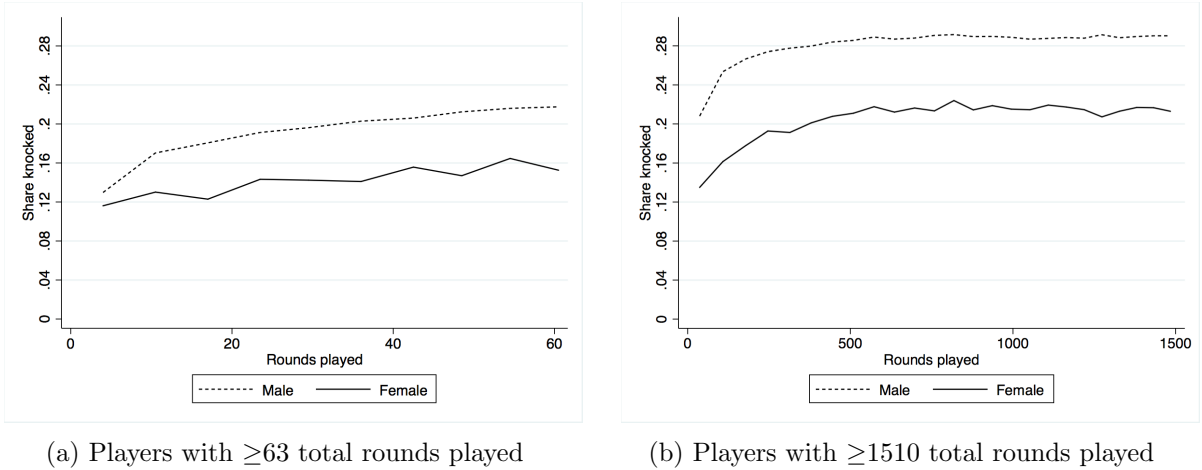 .28
.24
.2
.16
.12
.08
.04
0
Share knocked
0 20 40 60
Rounds played
Male Female
(a) Players with ≥63 total rounds played
.28
.24
.2
.16
.12
.08
.04
0
Share knocked
0 500 1000 1500
Rounds played
Male Female
(b) Players with ≥1510 total rounds played